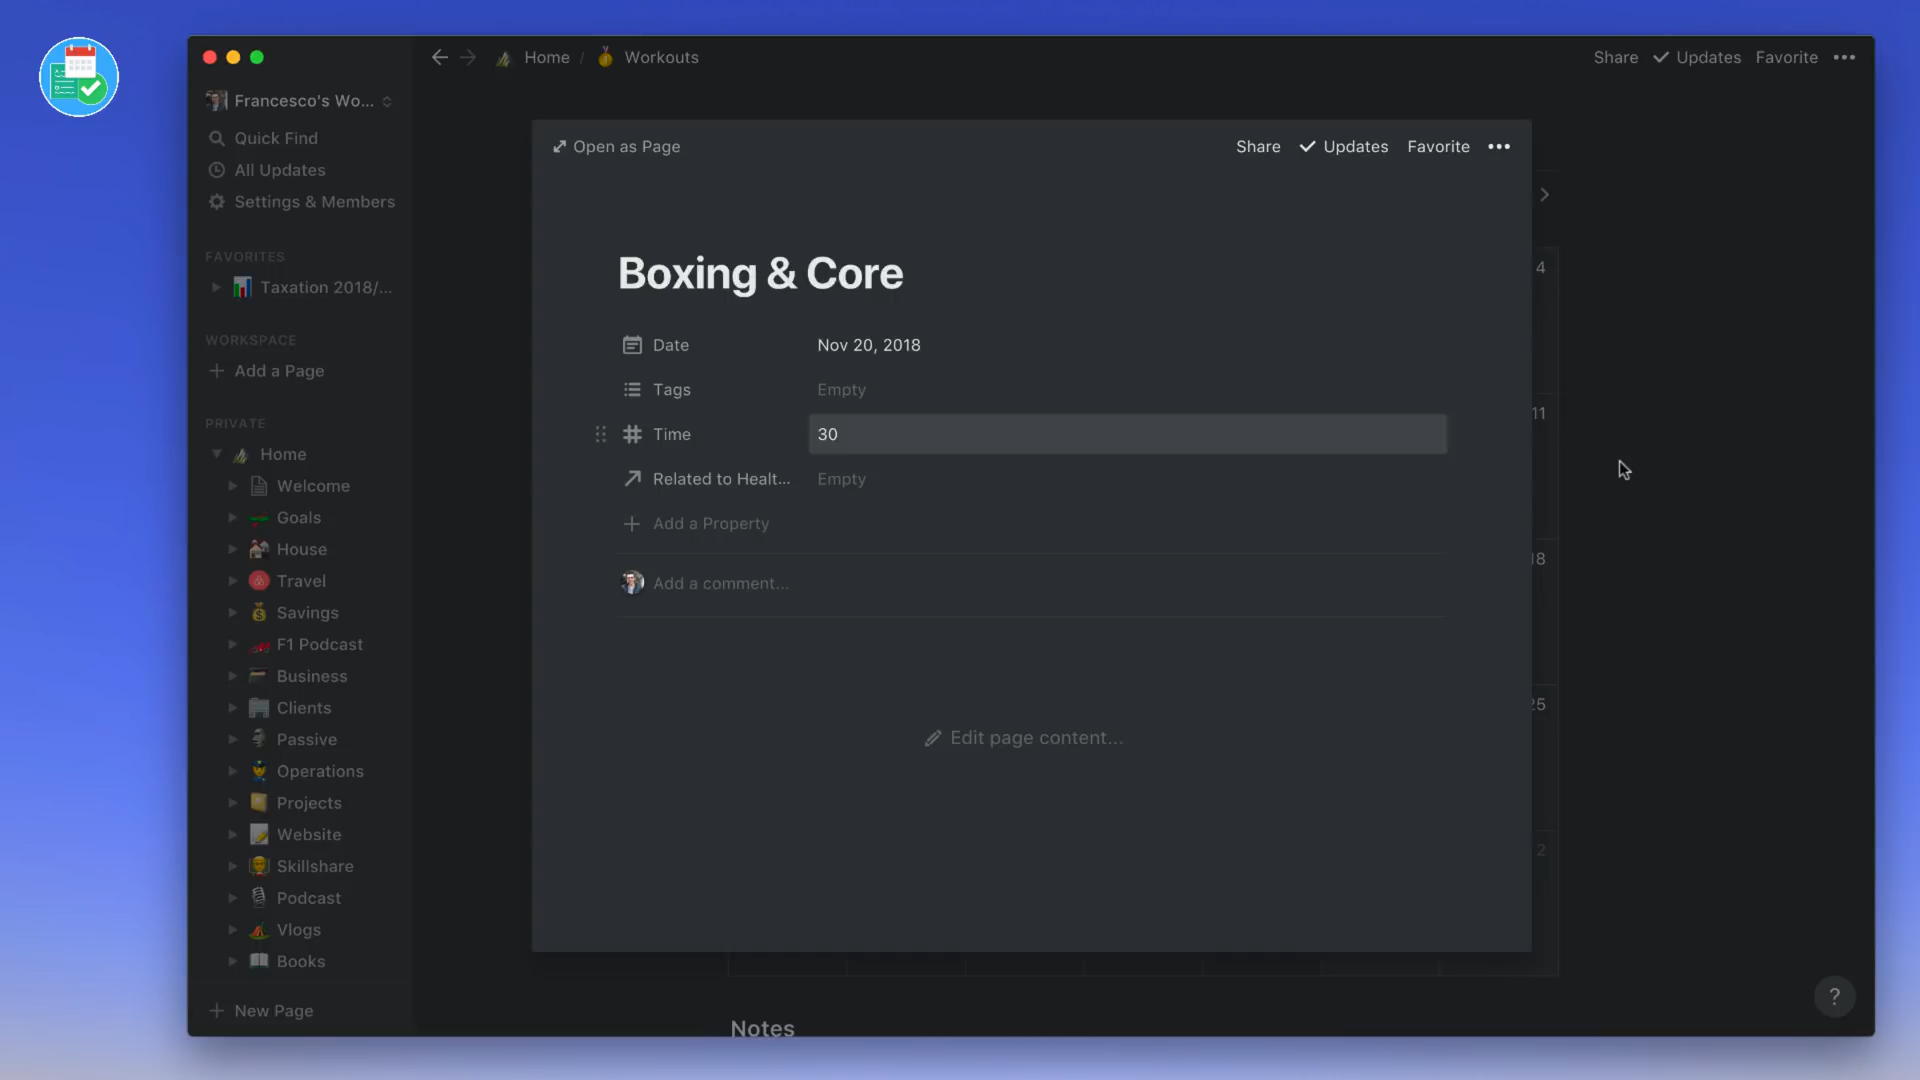 Home / Workouts
Share Updates Favorite
Francesco's Wo...
Quick Find
All Updates
Settings & Members
FAVORITES
Taxation 2018/...
WORKSPACE
Add a Page
PRIVATE
Home
Welcome
Goals
House
Travel
Savings
F1 Podcast
Business
Clients
Passive
Operations
Projects
Website
Skillshare
Podcast
Vlogs
Books
New Page
Open as Page
Share Updates Favorite
Boxing & Core
Date Nov 20, 2018
Tags Empty
Time 30
Related to Healt... Empty
Add a Property
Add a comment...
Edit page content...
4
11
18
25
2
Notes
?